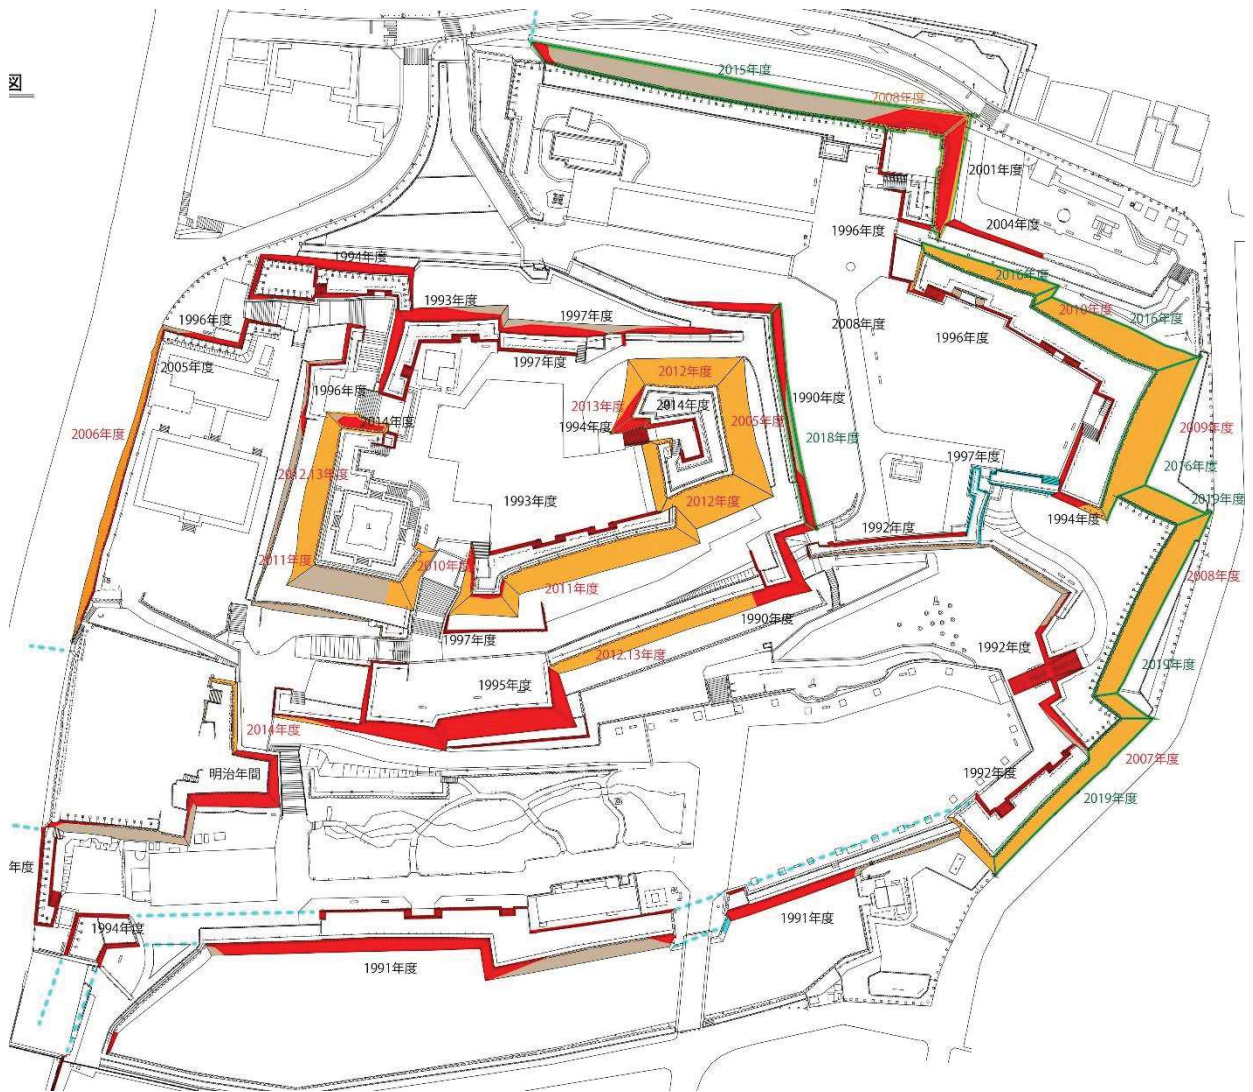 図
2015年度
2008年度
2001年度
2004年度
1996年度
1994年度
2016年度
2010年度
2016年度
1993年度
1997年度
2008年度
1996年度
1996年度
2005年度
1997年度
2012年度
1996年度
2013年度
2014年度
1990年度
2014年度
1994年度
2005年度
2009年度
2006年度
2018年度
2012.13年度
1997年度
2016年度
1993年度
2012年度
2019年度
1992年度
1994年度
2011年度
2010年度
2011年度
2008年度
1990年度
1997年度
1992年度
2012.13年度
2019年度
1995年度
2014年度
2007年度
明治年間
1992年度
2019年度
年度
1994年度
1991年度
1991年度